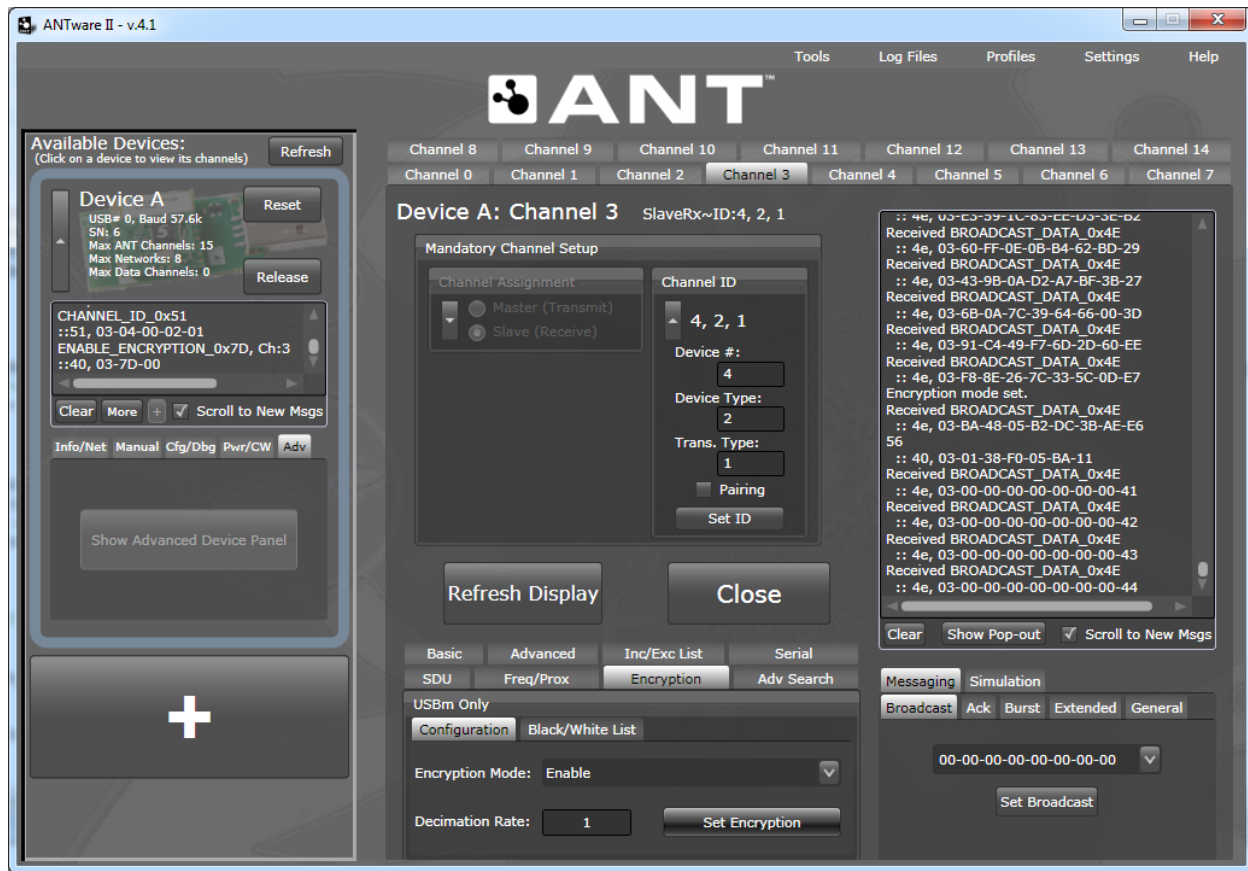 ANTware II - v.4.1
Tools Log Files Profiles Settings Help
ANT™
Available Devices:
(Click on a device to view its channels)
Refresh
Device A
USB# 0, Baud 57.6k
SN: 6
Max ANT Channels: 15
Max Networks: 8
Max Data Channels: 0
Reset
Release
CHANNEL_ID_0x51
::51, 03-04-00-02-01
ENABLE_ENCRYPTION_0x7D, Ch:3
::40, 03-7D-00
Clear More + Scroll to New Msgs
Info/Net Manual Cfg/Dbg Pwr/CW Adv
Show Advanced Device Panel
+
Channel 8 Channel 9 Channel 10 Channel 11 Channel 12 Channel 13 Channel 14
Channel 0 Channel 1 Channel 2 Channel 3 Channel 4 Channel 5 Channel 6 Channel 7
Device A: Channel 3 SlaveRx~ID:4, 2, 1
Mandatory Channel Setup
Channel Assignment
Master (Transmit)
Slave (Receive)
Channel ID
4, 2, 1
Device #:
4
Device Type:
2
Trans. Type:
1
Pairing
Set ID
Refresh Display Close
Basic Advanced Inc/Exc List Serial
SDU Freq/Prox Encryption Adv Search
USBm Only
Configuration Black/White List
Encryption Mode: Enable
Decimation Rate: 1 Set Encryption
:: 4e, 03-E3-59-1C-83-EE-D3-3E-B2
Received BROADCAST_DATA_0x4E
:: 4e, 03-60-FF-0E-0B-B4-62-BD-29
Received BROADCAST_DATA_0x4E
:: 4e, 03-43-9B-0A-D2-A7-BF-3B-27
Received BROADCAST_DATA_0x4E
:: 4e, 03-6B-0A-7C-39-64-66-00-3D
Received BROADCAST_DATA_0x4E
:: 4e, 03-91-C4-49-F7-6D-2D-60-EE
Received BROADCAST_DATA_0x4E
:: 4e, 03-F8-8E-26-7C-33-5C-0D-E7
Encryption mode set.
Received BROADCAST_DATA_0x4E
:: 4e, 03-BA-48-05-B2-DC-3B-AE-E6
56
:: 40, 03-01-38-F0-05-BA-11
Received BROADCAST_DATA_0x4E
:: 4e, 03-00-00-00-00-00-00-00-41
Received BROADCAST_DATA_0x4E
:: 4e, 03-00-00-00-00-00-00-00-42
Received BROADCAST_DATA_0x4E
:: 4e, 03-00-00-00-00-00-00-00-43
Received BROADCAST_DATA_0x4E
:: 4e, 03-00-00-00-00-00-00-00-44
Clear Show Pop-out Scroll to New Msgs
Messaging Simulation
Broadcast Ack Burst Extended General
00-00-00-00-00-00-00-00
Set Broadcast